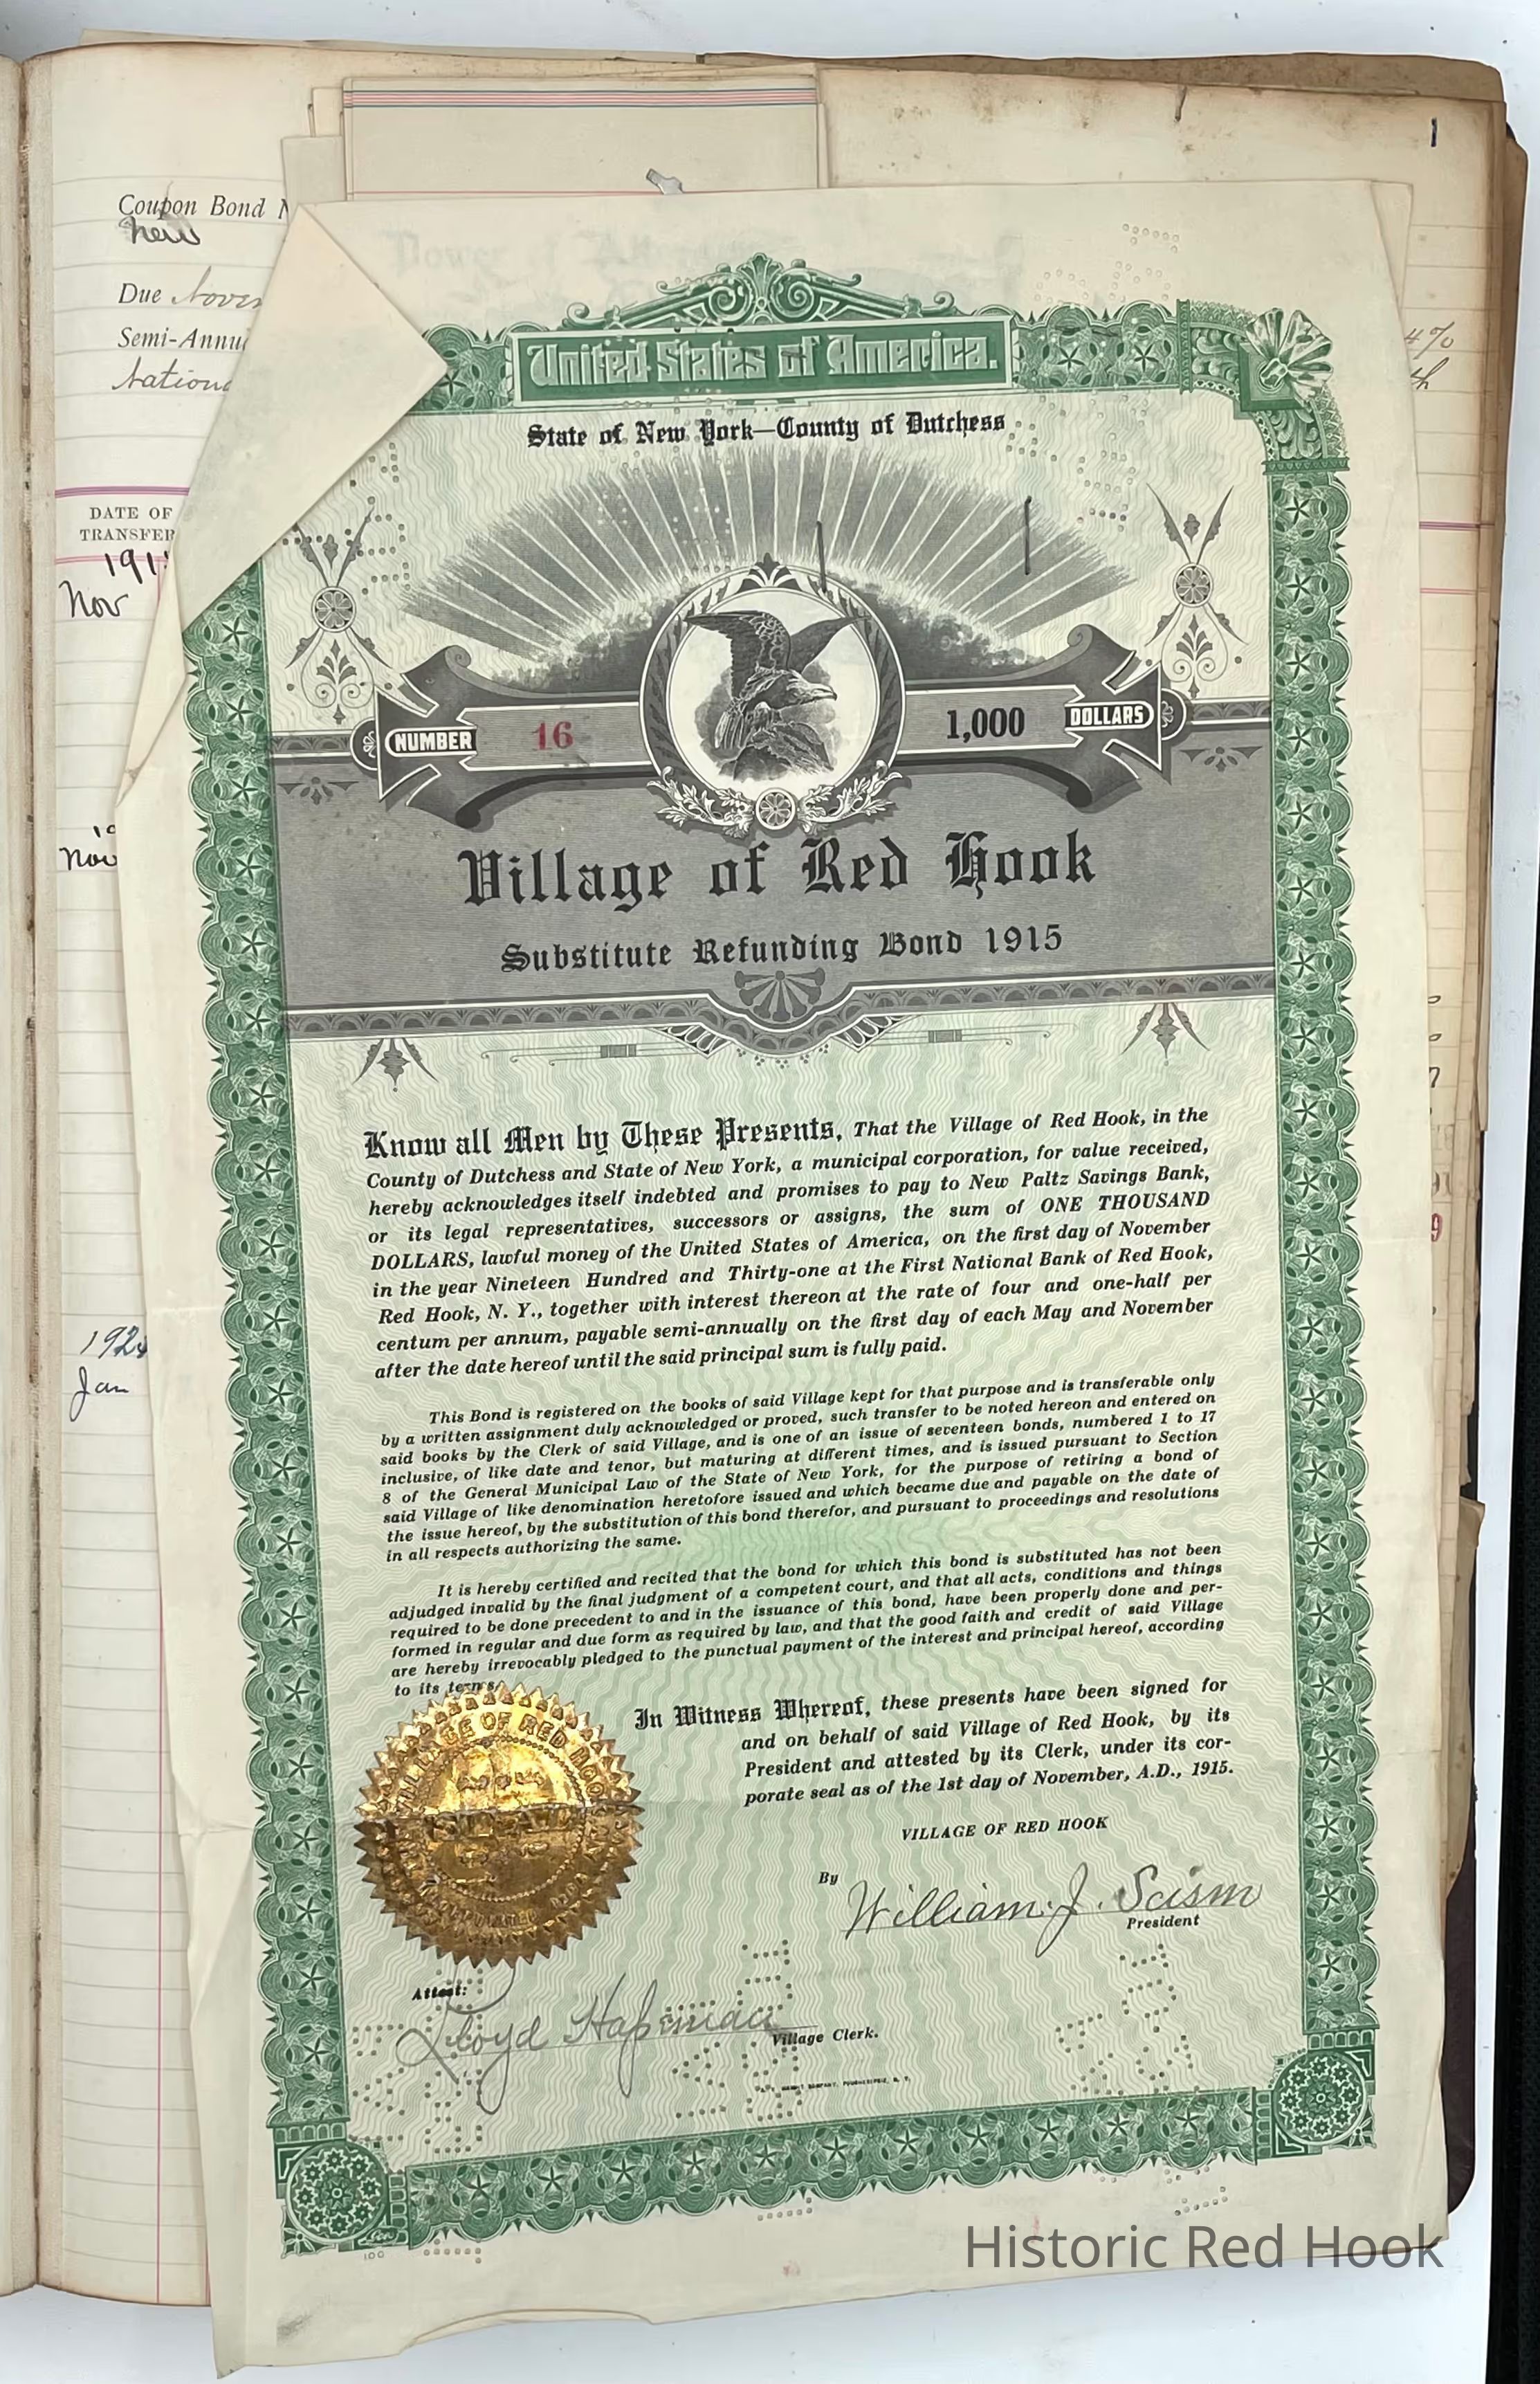 1
Coupon Bond
New
Due
4%
Semi-Annu
th
DATE OF
TRANSFER
191
Nov
Nov
Jan
United States of America.
State of New York—County of Dutchess
NUMBER 16 1,000 DOLLARS
Village of Red Hook
Substitute Refunding Bond 1915
Know all Men by These Presents, That the Village of Red Hook, in the
County of Dutchess and State of New York, a municipal corporation, for value received,
hereby acknowledges itself indebted and promises to pay to New Paltz Savings Bank,
or its legal representatives, successors or assigns, the sum of ONE THOUSAND
DOLLARS, lawful money of the United States of America, on the first day of November
in the year Nineteen Hundred and Thirty-one at the First National Bank of Red Hook,
Red Hook, N. Y., together with interest thereon at the rate of four and one-half per
centum per annum, payable semi-annually on the first day of each May and November
after the date hereof until the said principal sum is fully paid.
This Bond is registered on the books of said Village kept for that purpose and is transferable only
by a written assignment duly acknowledged or proved, such transfer to be noted hereon and entered on
said books by the Clerk of said Village, and is one of an issue of seventeen bonds, numbered 1 to 17
inclusive, of like date and tenor, but maturing at different times, and is issued pursuant to Section
8 of the General Municipal Law of the State of New York, for the purpose of retiring a bond of
said Village of like denomination heretofore issued and which became due and payable on the date of
the issue hereof, by the substitution of this bond therefor, and pursuant to proceedings and resolutions
in all respects authorizing the same.
It is hereby certified and recited that the bond for which this bond is substituted has not been
adjudged invalid by the final judgment of a competent court, and that all acts, conditions and things
required to be done precedent to and in the issuance of this bond, have been properly done and per-
formed in regular and due form as required by law, and that the good faith and credit of said Village
are hereby irrevocably pledged to the punctual payment of the interest and principal hereof, according
to its terms.
In Witness Whereof, these presents have been signed for
and on behalf of said Village of Red Hook, by its
President and attested by its Clerk, under its cor-
porate seal as of the 1st day of November, A.D., 1915.
VILLAGE OF RED HOOK
SEAL
VILLAGE OF RED HOOK
By William J. Scism
President
Attest:
Lloyd Hapeman
Village Clerk.
100
Historic Red Hook